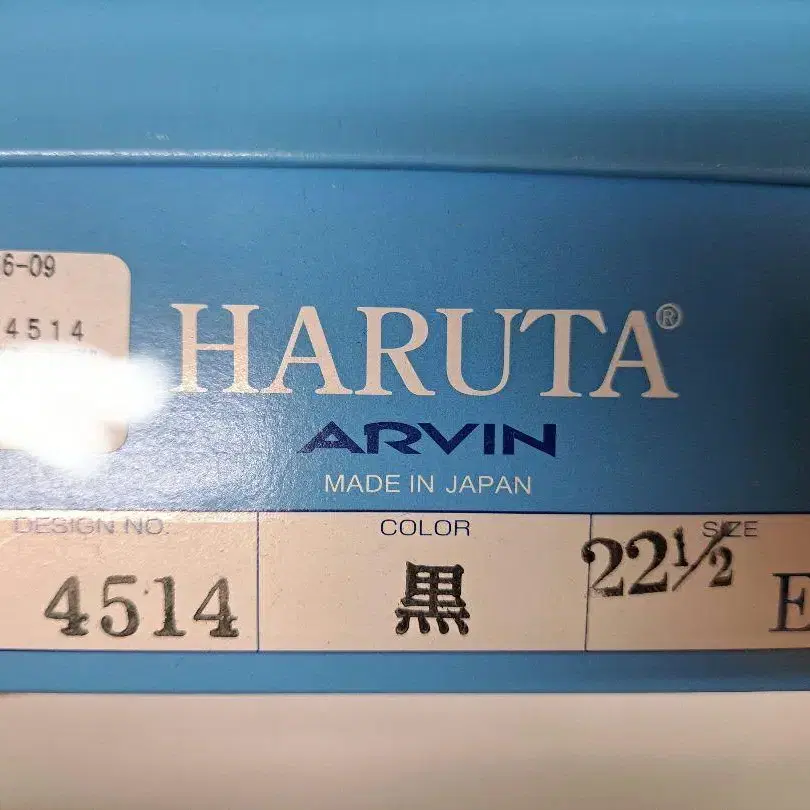 6-09
4514
HARUTA®
ARVIN
MADE IN JAPAN
DESIGN NO. COLOR SIZE
4514 黒 22½ E